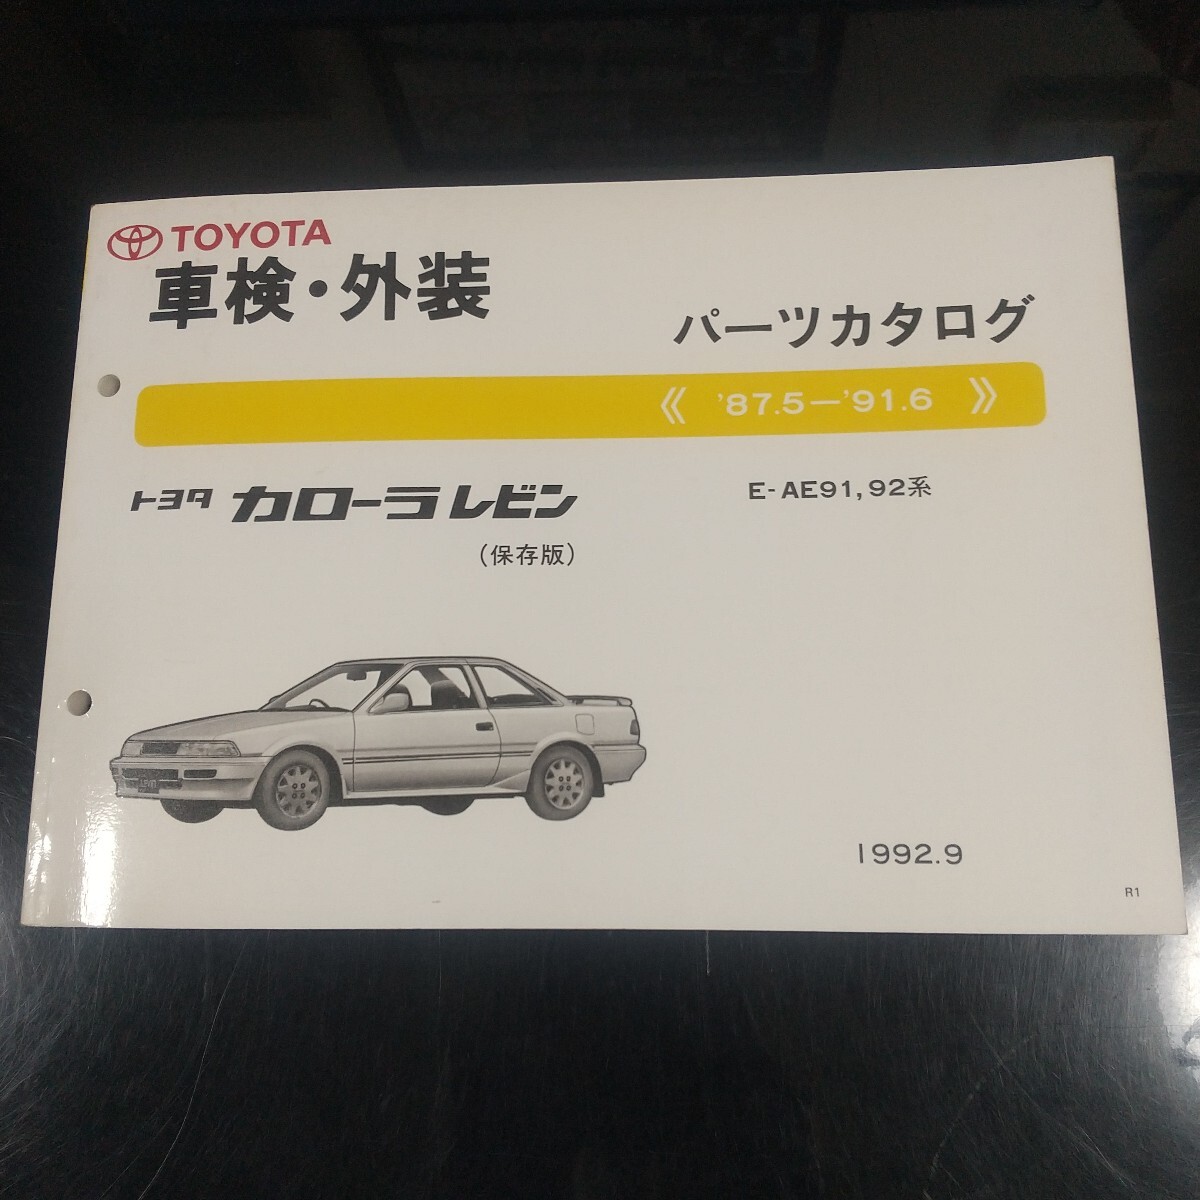 TOYOTA
車検・外装
パーツカタログ
《 '87.5―'91.6 》
トヨタ カローラ レビン
E-AE91,92系
(保存版)
LEVIN
1992.9
R1